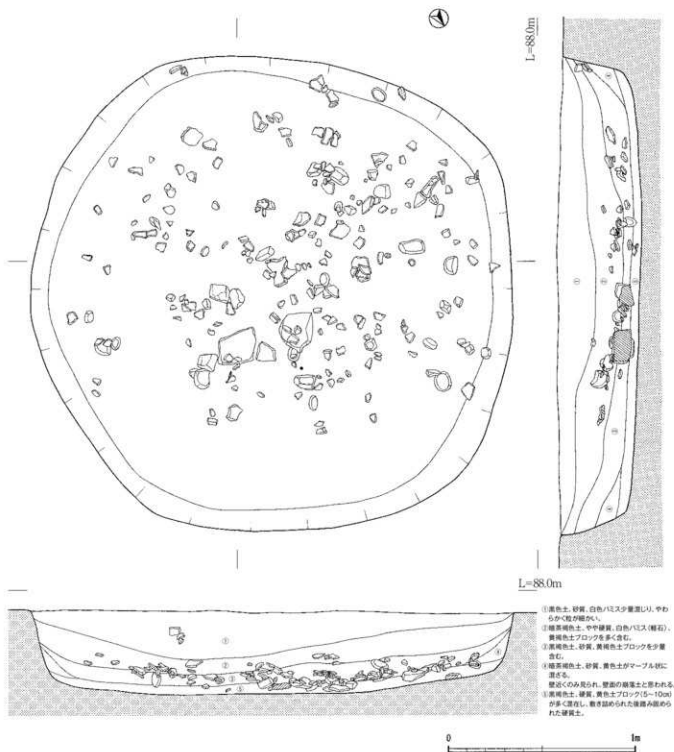 L=88.0m
L=88.0m
①黒色土、砂質、白色パミス少量混じり、やわ
らかく粒が細かい。
②暗茶褐色土、やや硬質、白色パミス(軽石)、
黄褐色土ブロックを多く含む。
③黒褐色土、砂質、黄褐色土ブロックを少量
含む。
④暗茶褐色土、砂質、黄色土がマーブル状に
混ざる。
壁近くのみ見られ、壁面の崩落土と思われる。
⑤黒褐色土、硬質、黄色土ブロック(5~10cm)
が多く混在し、敷き詰められた後踏み固めら
れた硬質土。
① ② ③ ⑤ ④
0 1m